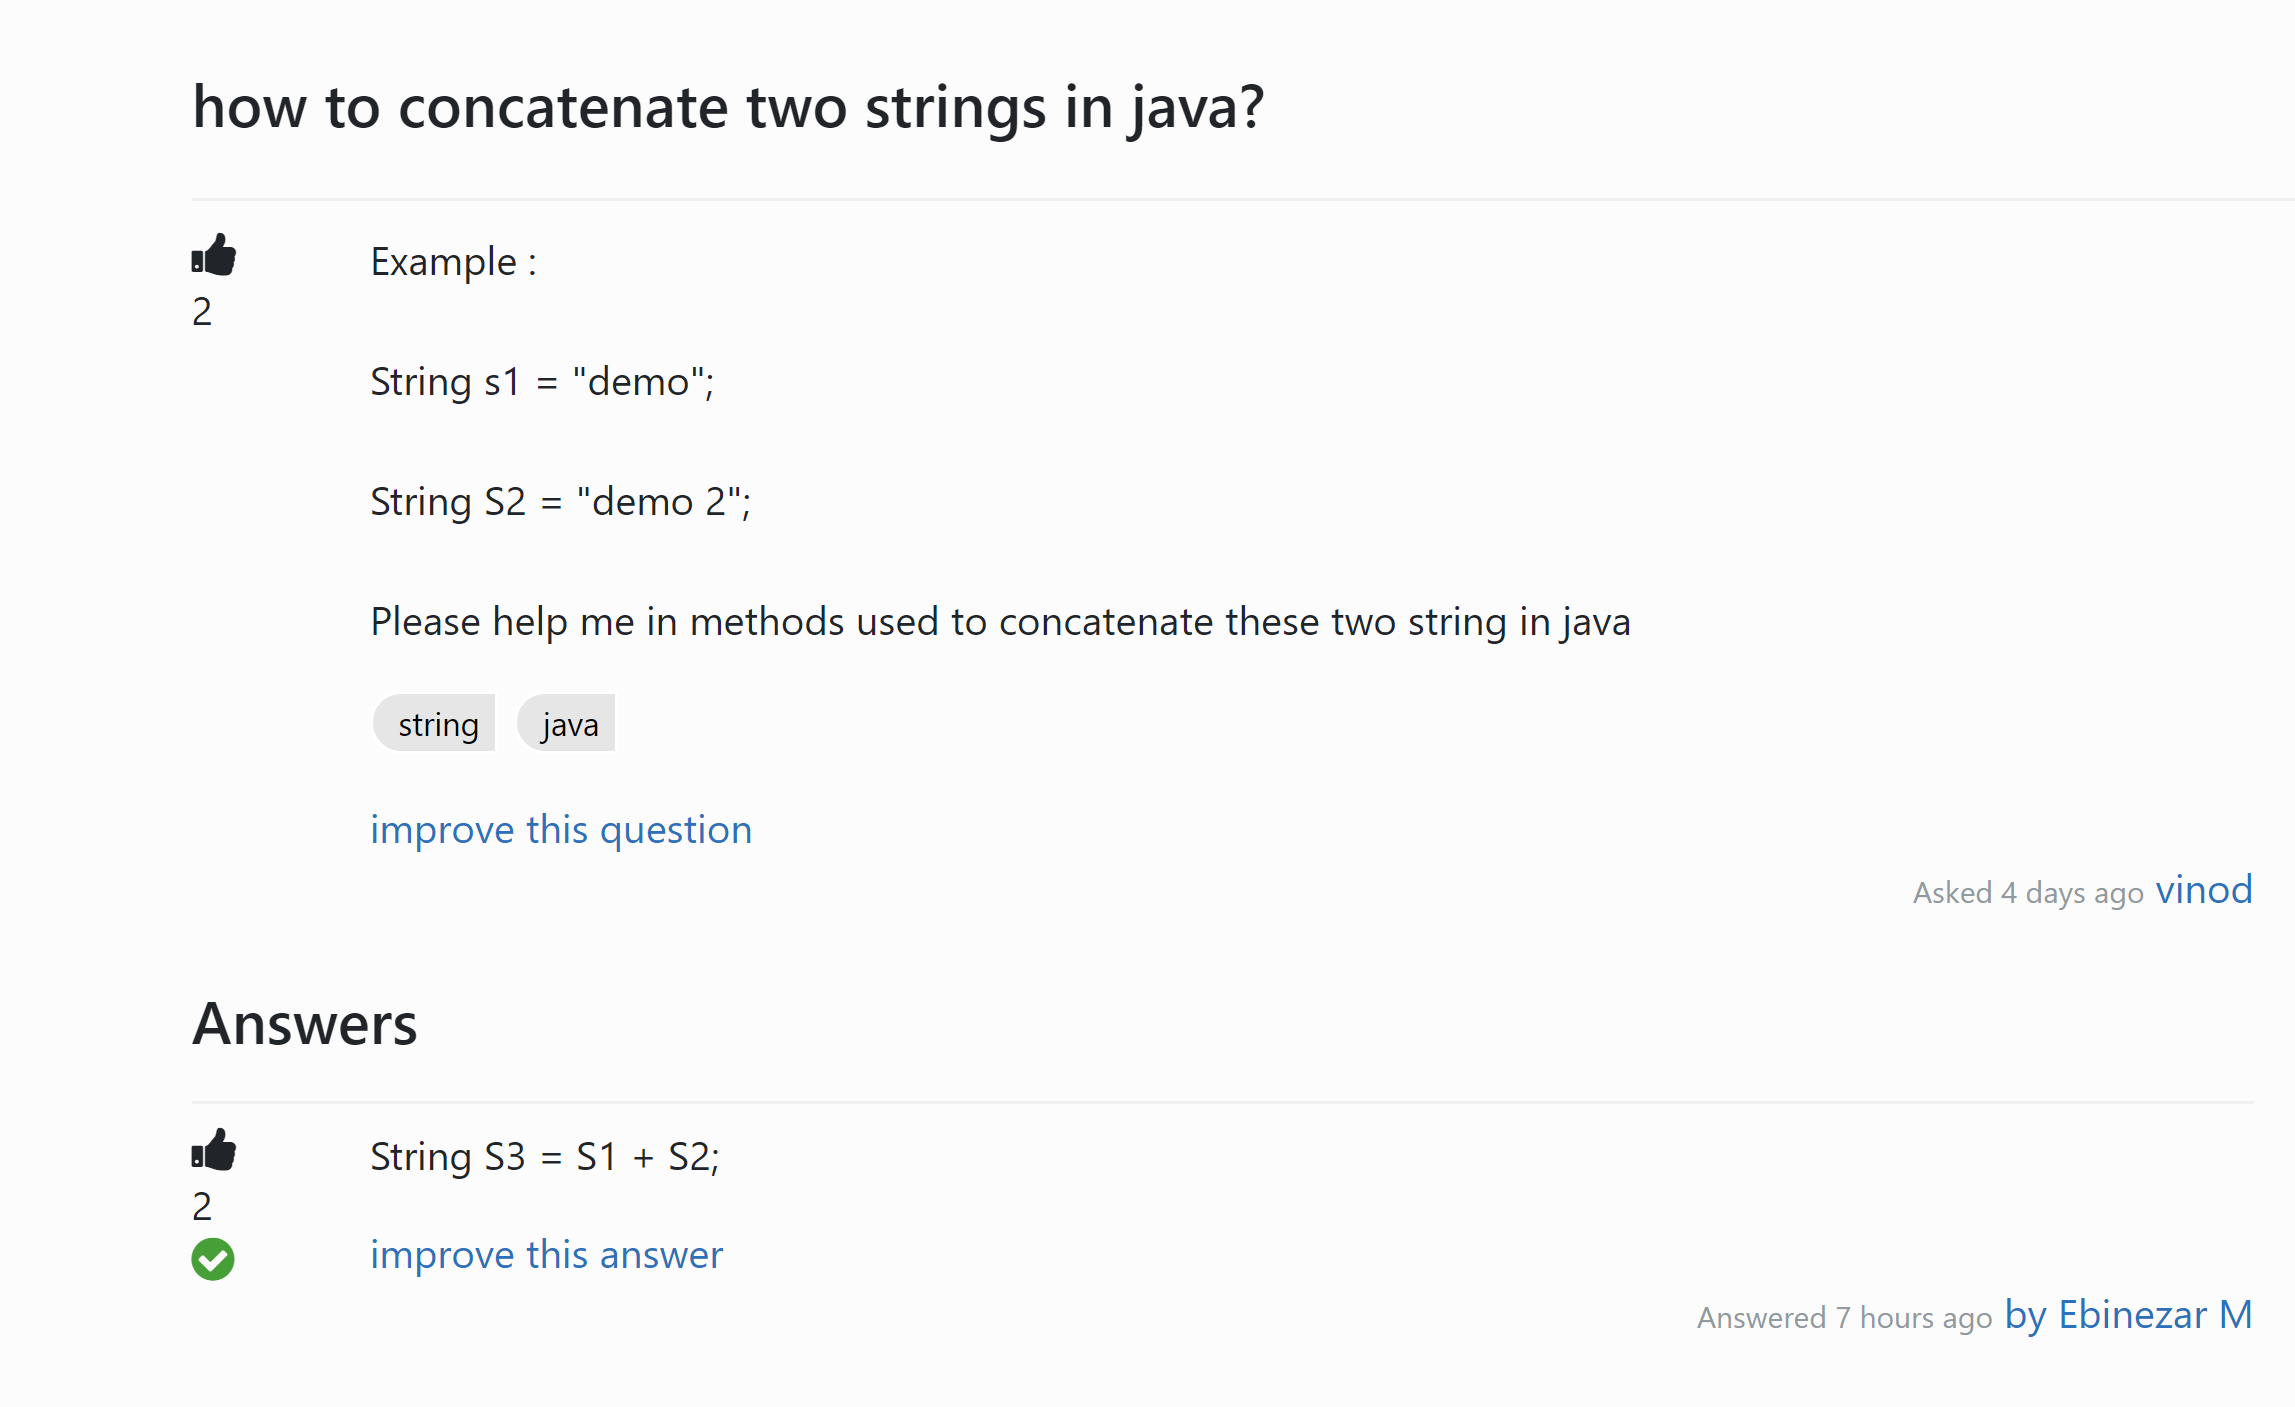 how to concatenate two strings in java?
2
Example :
String s1 = "demo";
String S2 = "demo 2";
Please help me in methods used to concatenate these two string in java
string java
improve this question
Asked 4 days ago vinod
Answers
2
String S3 = S1 + S2;
improve this answer
Answered 7 hours ago by Ebinezar M